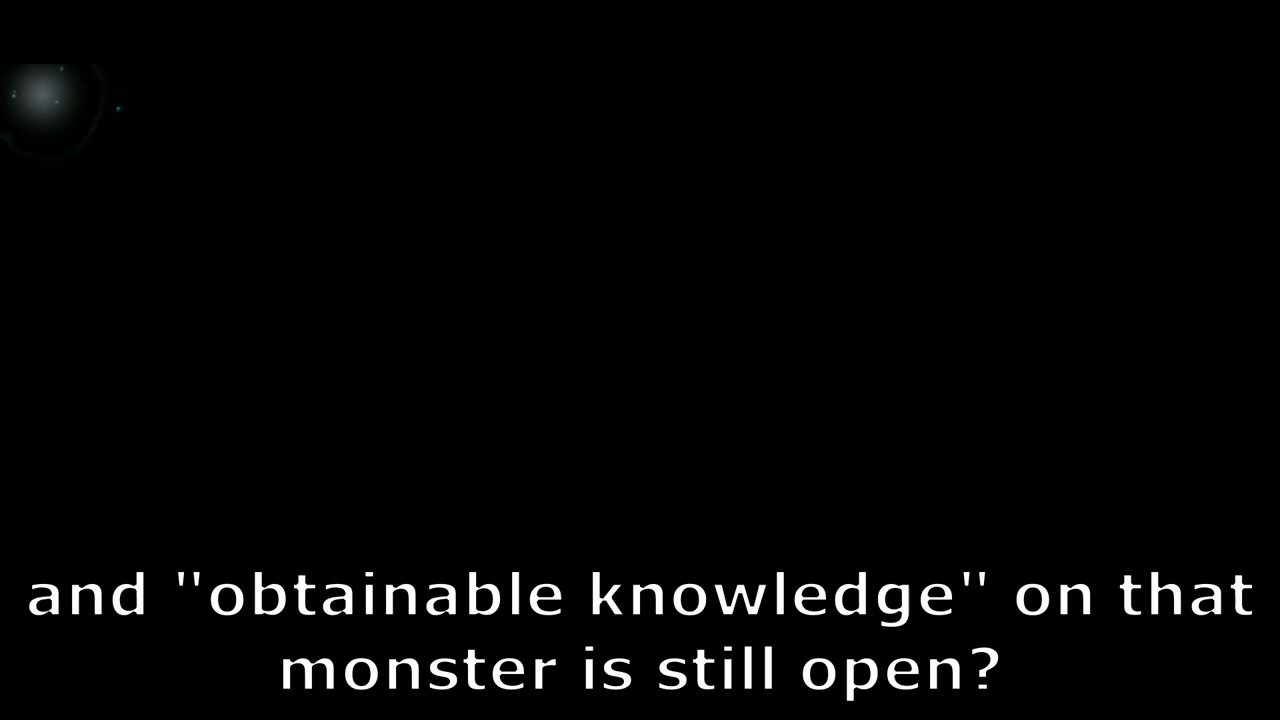 and "obtainable knowledge" on that
monster is still open?